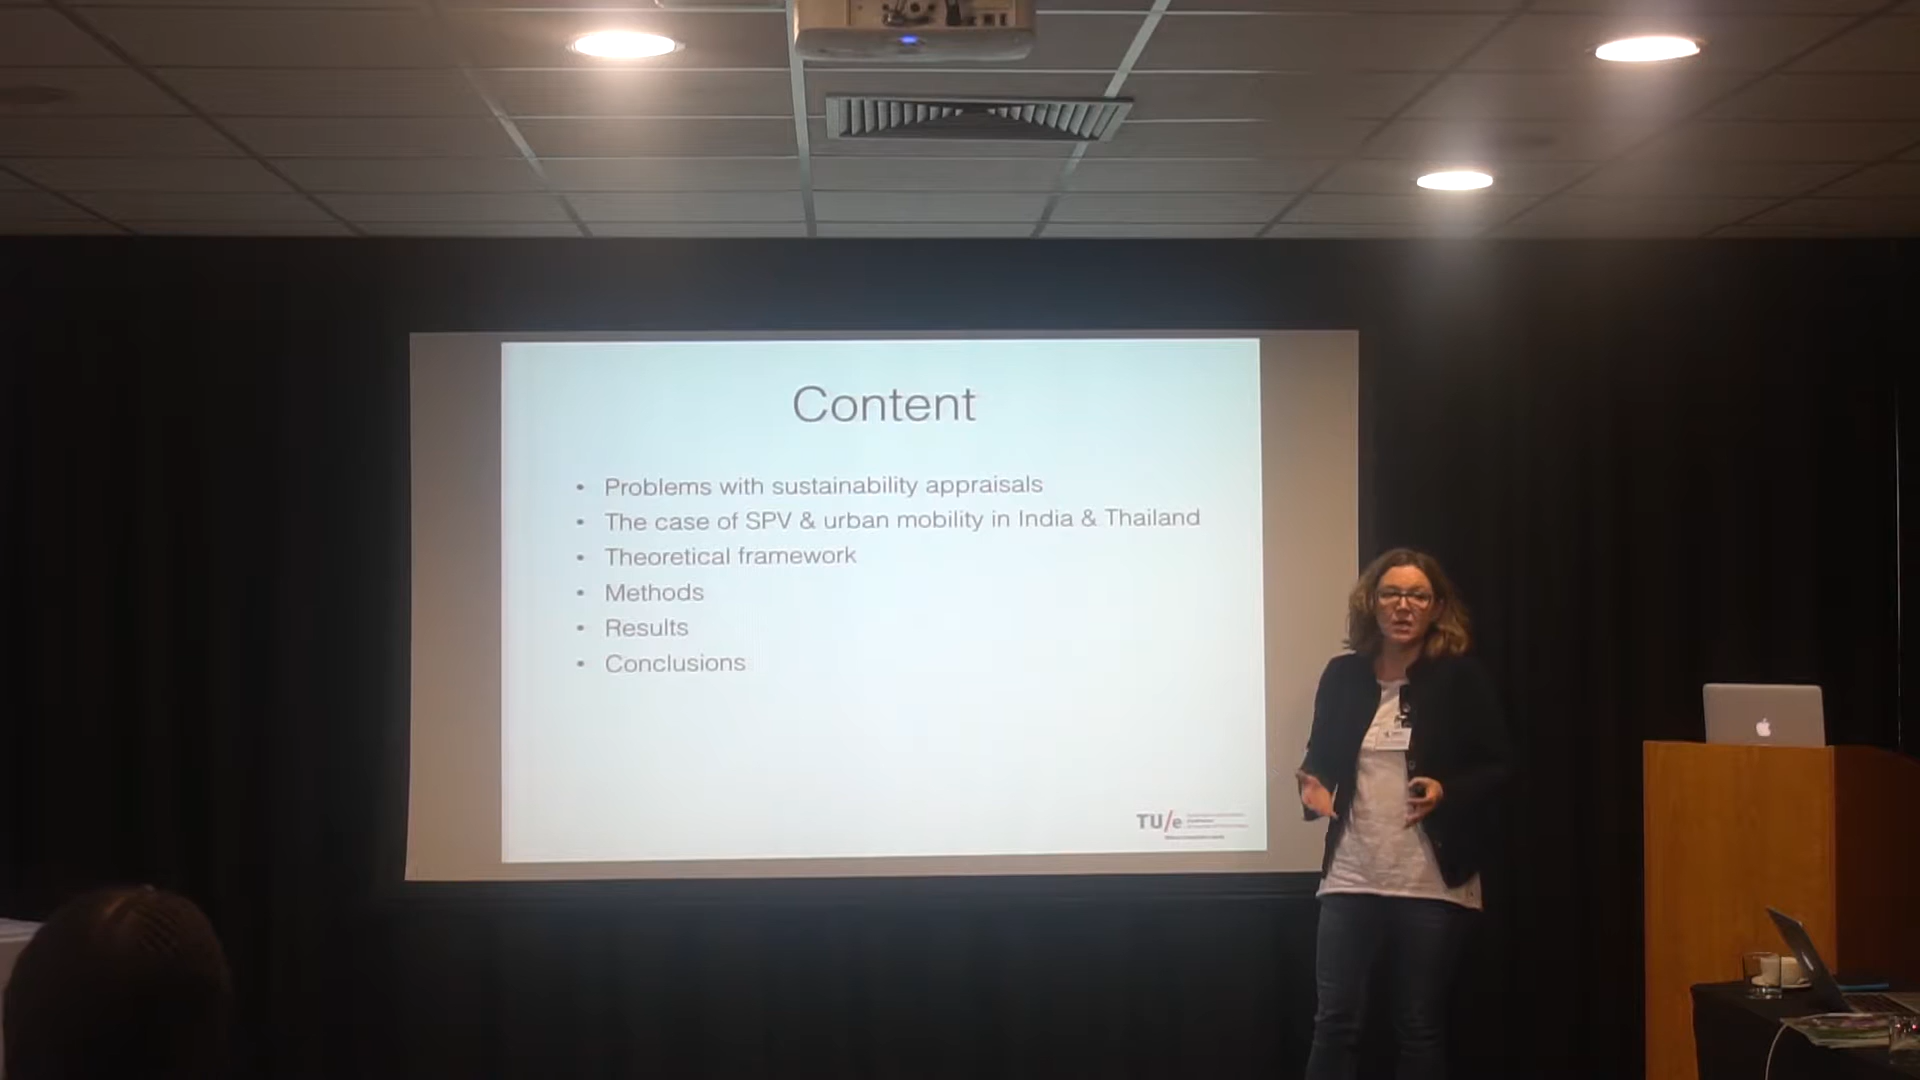 Content
• Problems with sustainability appraisals
• The case of SPV & urban mobility in India & Thailand
• Theoretical framework
• Methods
• Results
• Conclusions
TU/e